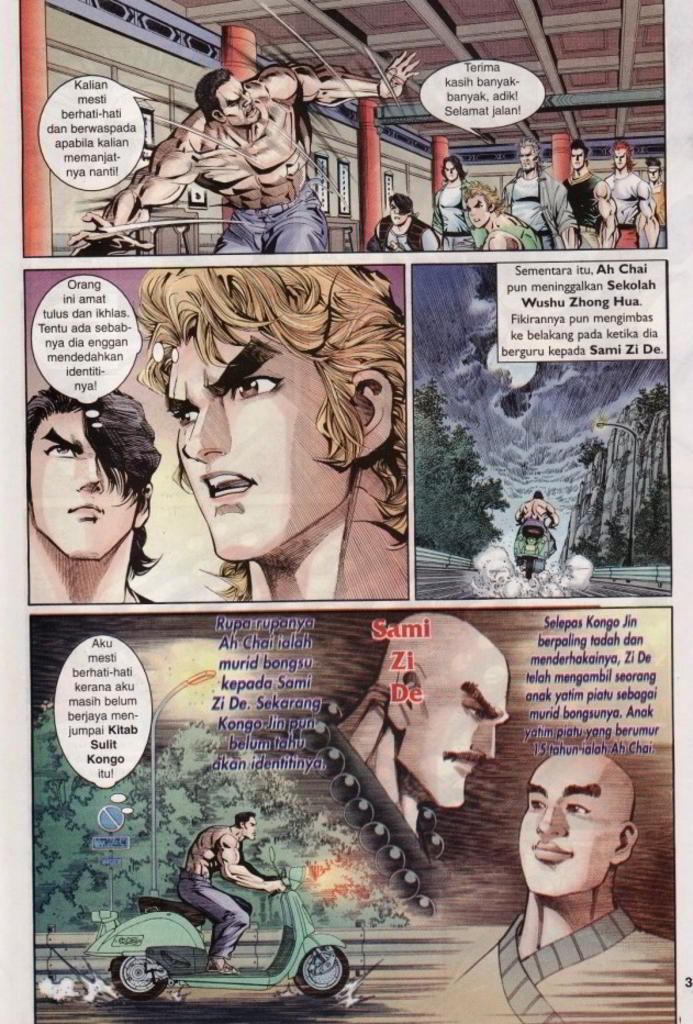 Kalian
mesti
berhati-hati
dan berwaspada
apabila kalian
memanjat-
nya nanti!
Terima
kasih banyak-
banyak, adik!
Selamat jalan!
Orang
ini amat
tulus dan ikhlas.
Tentu ada sebab-
nya dia enggan
mendedahkan
identiti-
nya!
Sementara itu, Ah Chai
pun meninggalkan Sekolah
Wushu Zhong Hua.
Fikirannya pun mengimbas
ke belakang pada ketika dia
berguru kepada Sami Zi De.
Aku
mesti
berhati-hati
kerana aku
masih belum
berjaya men-
jumpai Kitab
Sulit
Kongo
itu!
Rupa-rupanya
Ah Chai ialah
murid bongsu
kepada Sami
Zi De. Sekarang
Kongo Jin pun
belum tahu
akan identitinya.
Sami
Zi
De
Selepas Kongo Jin
berpaling tadah dan
menderhakainya, Zi De
telah mengambil seorang
anak yatim piatu sebagai
murid bongsunya. Anak
yatim piatu yang berumur
15 tahun ialah Ah Chai.
3